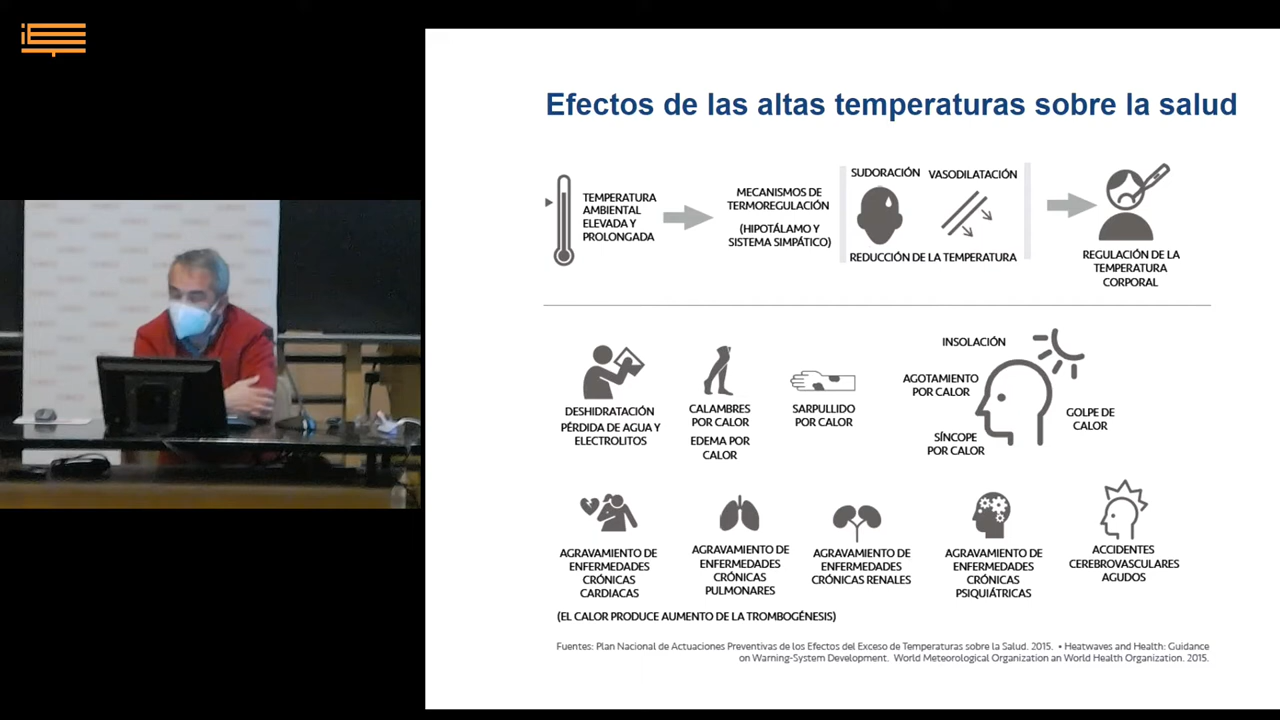 Efectos de las altas temperaturas sobre la salud
TEMPERATURA
AMBIENTAL
ELEVADA Y
PROLONGADA
MECANISMOS DE
TERMOREGULACIÓN
(HIPOTÁLAMO Y
SISTEMA SIMPÁTICO)
SUDORACIÓN
VASODILATACIÓN
REDUCCIÓN DE LA TEMPERATURA
REGULACIÓN DE LA
TEMPERATURA
CORPORAL
DESHIDRATACIÓN
PÉRDIDA DE AGUA Y
ELECTROLITOS
CALAMBRES
POR CALOR
EDEMA POR
CALOR
SARPULLIDO
POR CALOR
INSOLACIÓN
AGOTAMIENTO
POR CALOR
SÍNCOPE
POR CALOR
GOLPE DE
CALOR
AGRAVAMIENTO DE
ENFERMEDADES
CRÓNICAS
CARDIACAS
AGRAVAMIENTO DE
ENFERMEDADES
CRÓNICAS
PULMONARES
AGRAVAMIENTO DE
ENFERMEDADES
CRÓNICAS RENALES
AGRAVAMIENTO DE
ENFERMEDADES
CRÓNICAS
PSIQUIÁTRICAS
ACCIDENTES
CEREBROVASCULARES
AGUDOS
(EL CALOR PRODUCE AUMENTO DE LA TROMBOGÉNESIS)
Fuentes: Plan Nacional de Actuaciones Preventivas de los Efectos del Exceso de Temperaturas sobre la Salud. 2015. • Heatwaves and Health: Guidance
on Warning-System Development. World Meteorological Organization an World Health Organization. 2015.